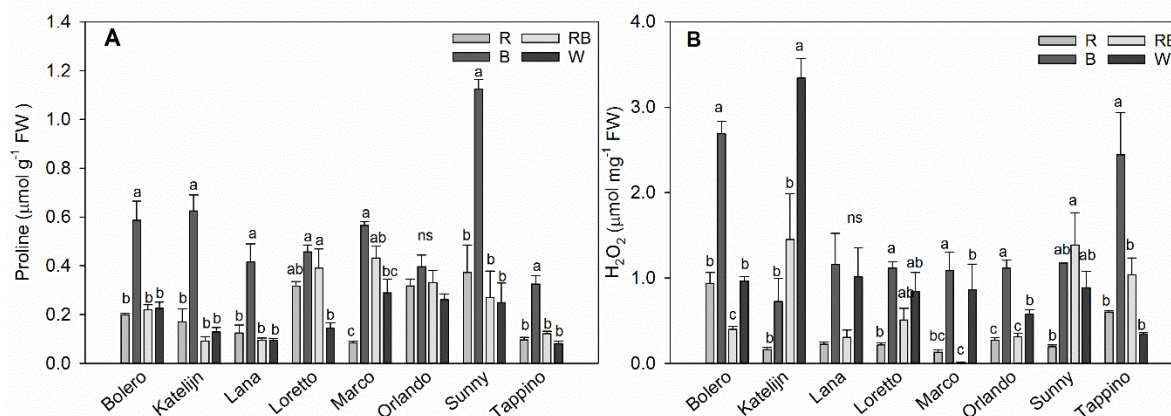 A
R RB
B W
Proline (µmol g-1 FW )
1.4
1.2
1.0
0.8
0.6
0.4
0.2
0.0
b a b b
b a b b
b a b b
ab a a b
c a ab bc
ns
b a b b
b a b b
Bolero Katelijn Lana Loretto Marco Orlando Sunny Tappino
B
R RB
B W
H2O2 (µmol mg-1 FW)
4.0
3.0
2.0
1.0
0.0
b a c b
b b b a
ns
b a ab ab
bc a c b
c a c b
b ab a ab
b a b b
Bolero Katelijn Lana Loretto Marco Orlando Sunny Tappino